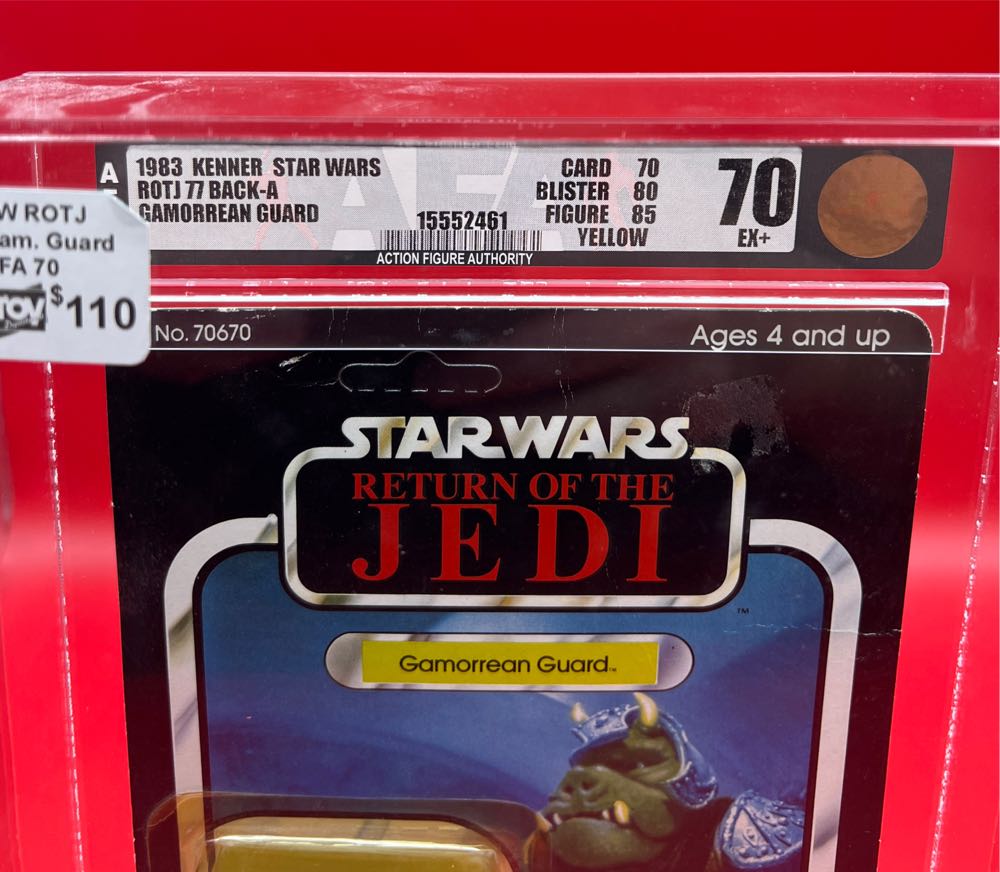 A
1983 KENNER STAR WARS
ROTJ 77 BACK-A
GAMORREAN GUARD
15552461
ACTION FIGURE AUTHORITY
CARD 70
BLISTER 80
FIGURE 85
YELLOW
70
EX+
W ROTJ
am. Guard
FA 70
TOY $110
No. 70670
Ages 4 and up
STAR WARS
RETURN OF THE
JEDI
TM
Gamorrean Guard